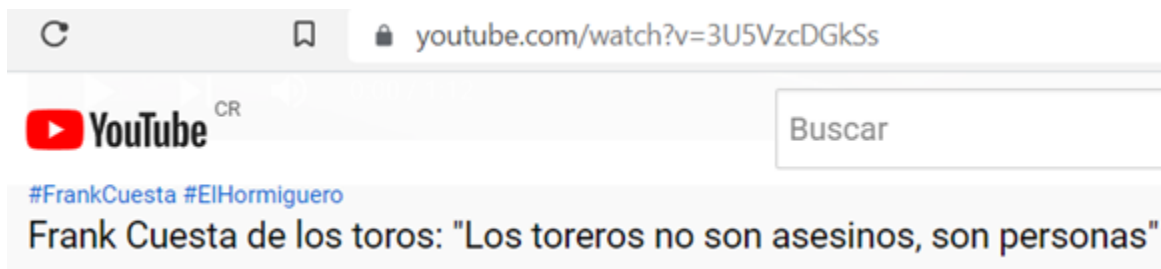 youtube.com/watch?v=3U5VzcDGkSs
YouTube CR
Buscar
#FrankCuesta #ElHormiguero
Frank Cuesta de los toros: "Los toreros no son asesinos, son personas"